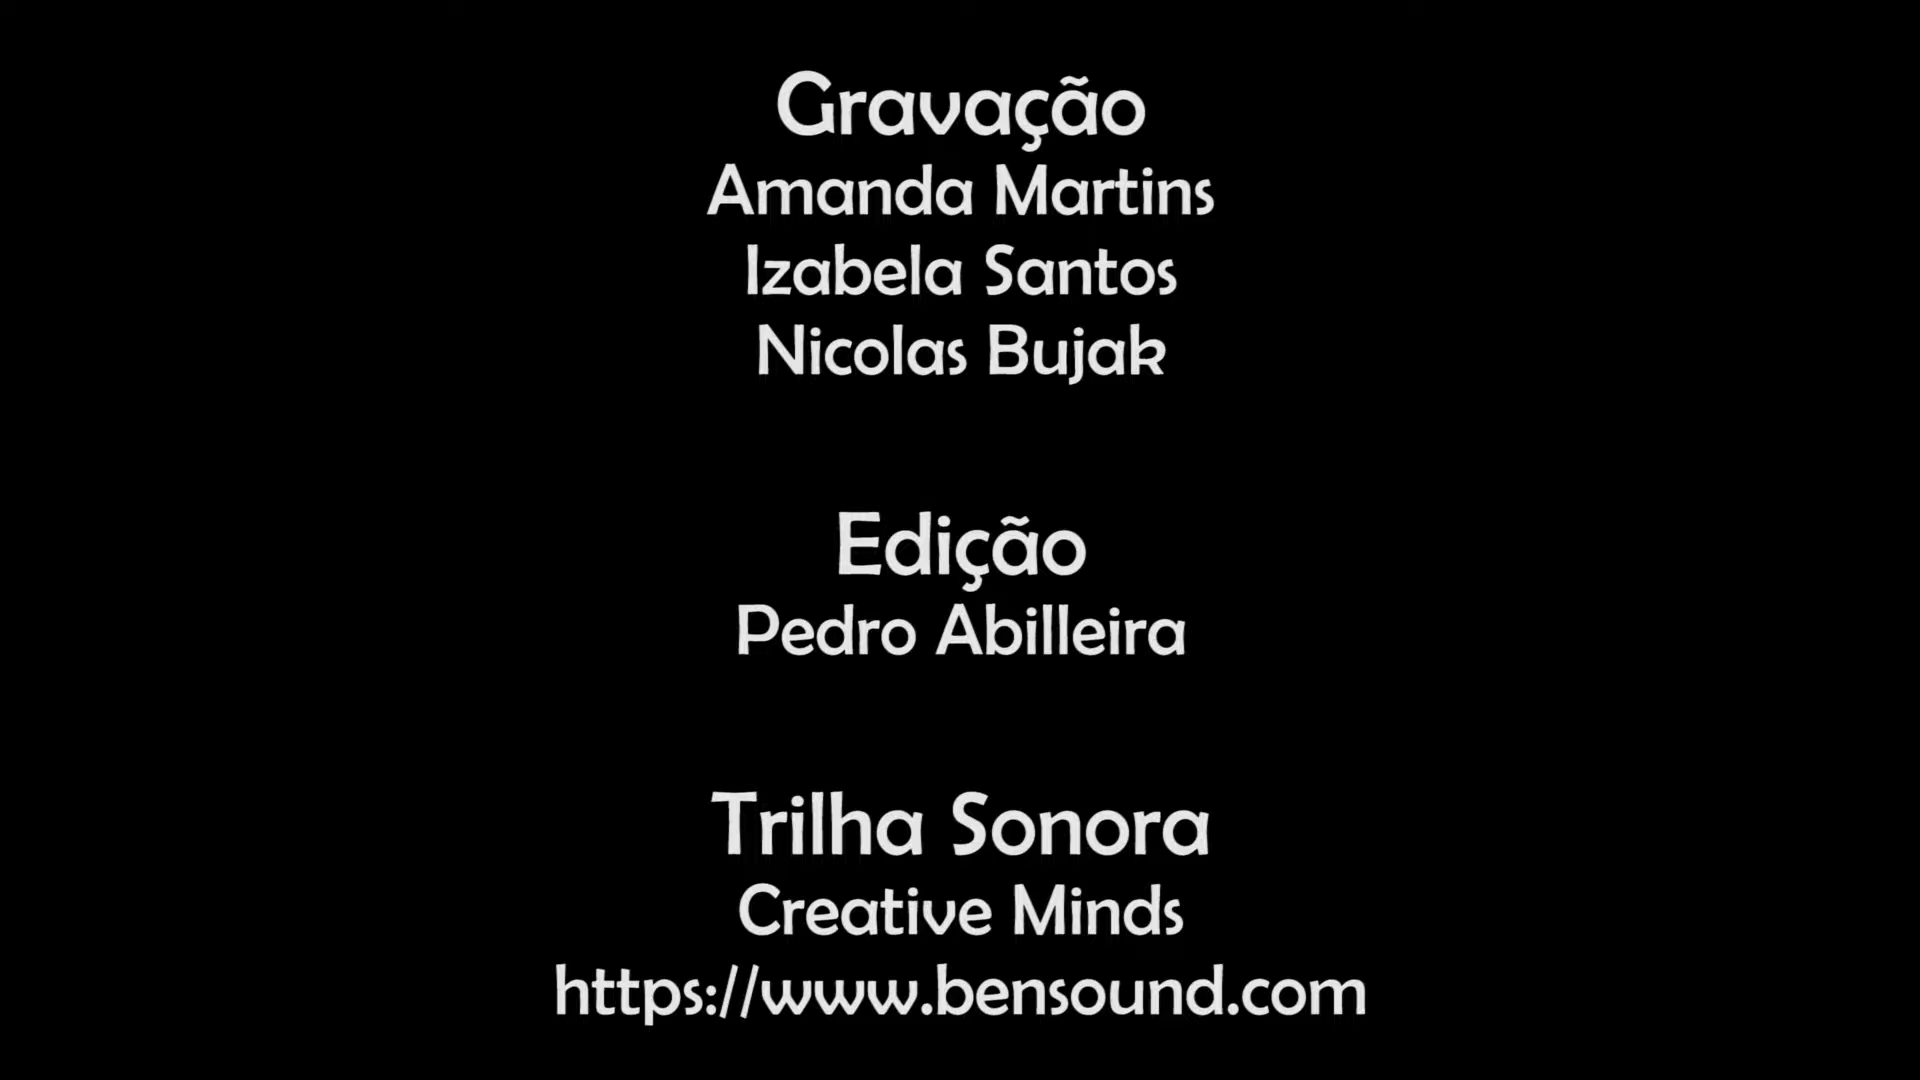 Gravação
Amanda Martins
Izabela Santos
Nicolas Bujak
Edição
Pedro Abilleira
Trilha Sonora
Creative Minds
https://www.bensound.com